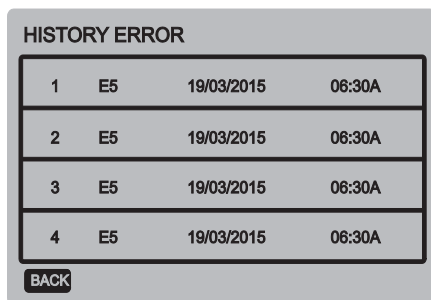 HISTORY ERROR
1 E5 19/03/2015 06:30A
2 E5 19/03/2015 06:30A
3 E5 19/03/2015 06:30A
4 E5 19/03/2015 06:30A
BACK